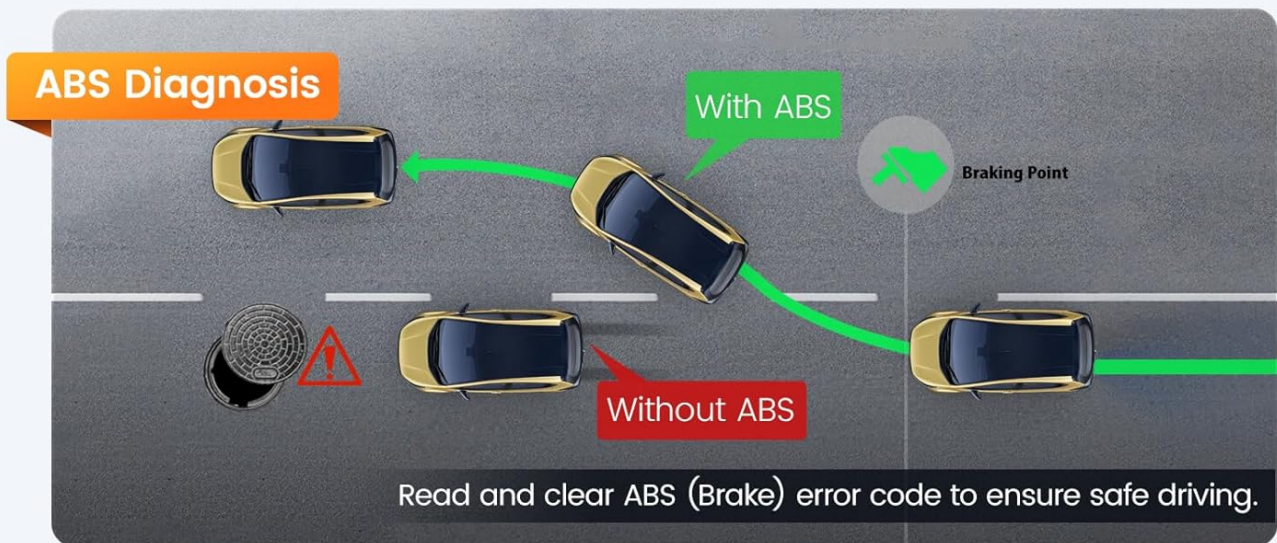 ABS Diagnosis
With ABS
Braking Point
Without ABS
Read and clear ABS (Brake) error code to ensure safe driving.